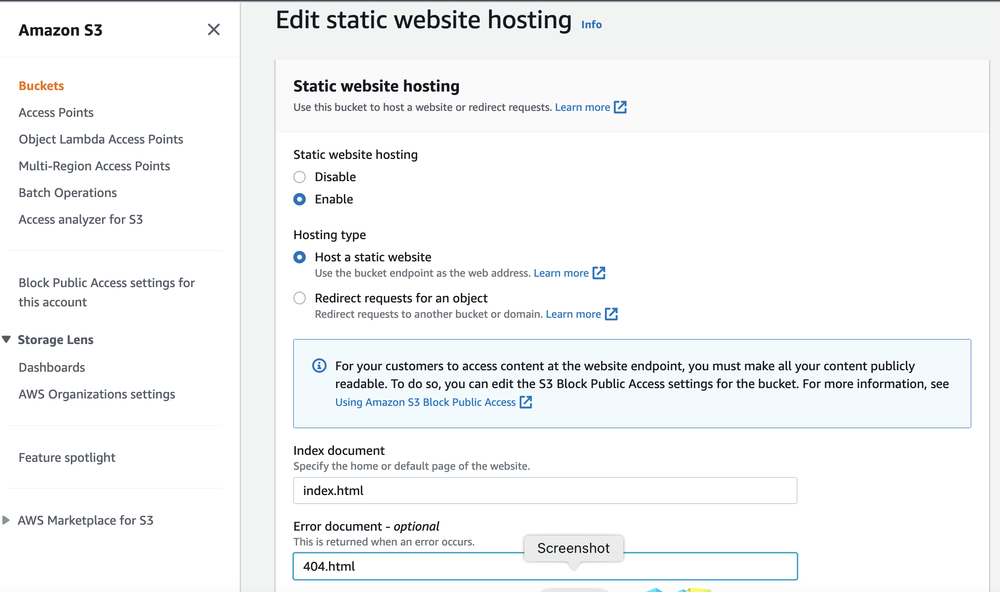 Amazon S3
Buckets
Access Points
Object Lambda Access Points
Multi-Region Access Points
Batch Operations
Access analyzer for S3
Block Public Access settings for
this account
Storage Lens
Dashboards
AWS Organizations settings
Feature spotlight
AWS Marketplace for S3
Edit static website hosting Info
Static website hosting
Use this bucket to host a website or redirect requests. Learn more
Static website hosting
Disable
Enable
Hosting type
Host a static website
Use the bucket endpoint as the web address. Learn more
Redirect requests for an object
Redirect requests to another bucket or domain. Learn more
For your customers to access content at the website endpoint, you must make all your content publicly
readable. To do so, you can edit the S3 Block Public Access settings for the bucket. For more information, see
Using Amazon S3 Block Public Access
Index document
Specify the home or default page of the website.
index.html
Error document - optional
This is returned when an error occurs.
Screenshot
404.html